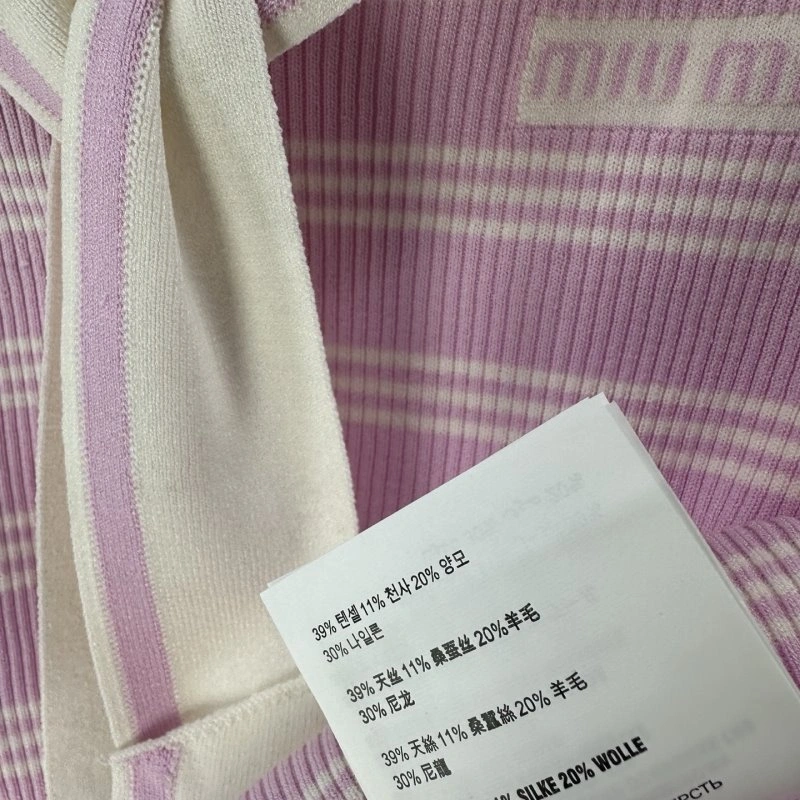 miu m
39% 텐셀 11% 천사 20% 양모
30% 나일론
39% 天丝 11% 桑蚕丝 20%羊毛
30% 尼龙
39% 天絲 11% 桑蠶絲 20% 羊毛
30% 尼龍
% SILKE 20% WOLLE